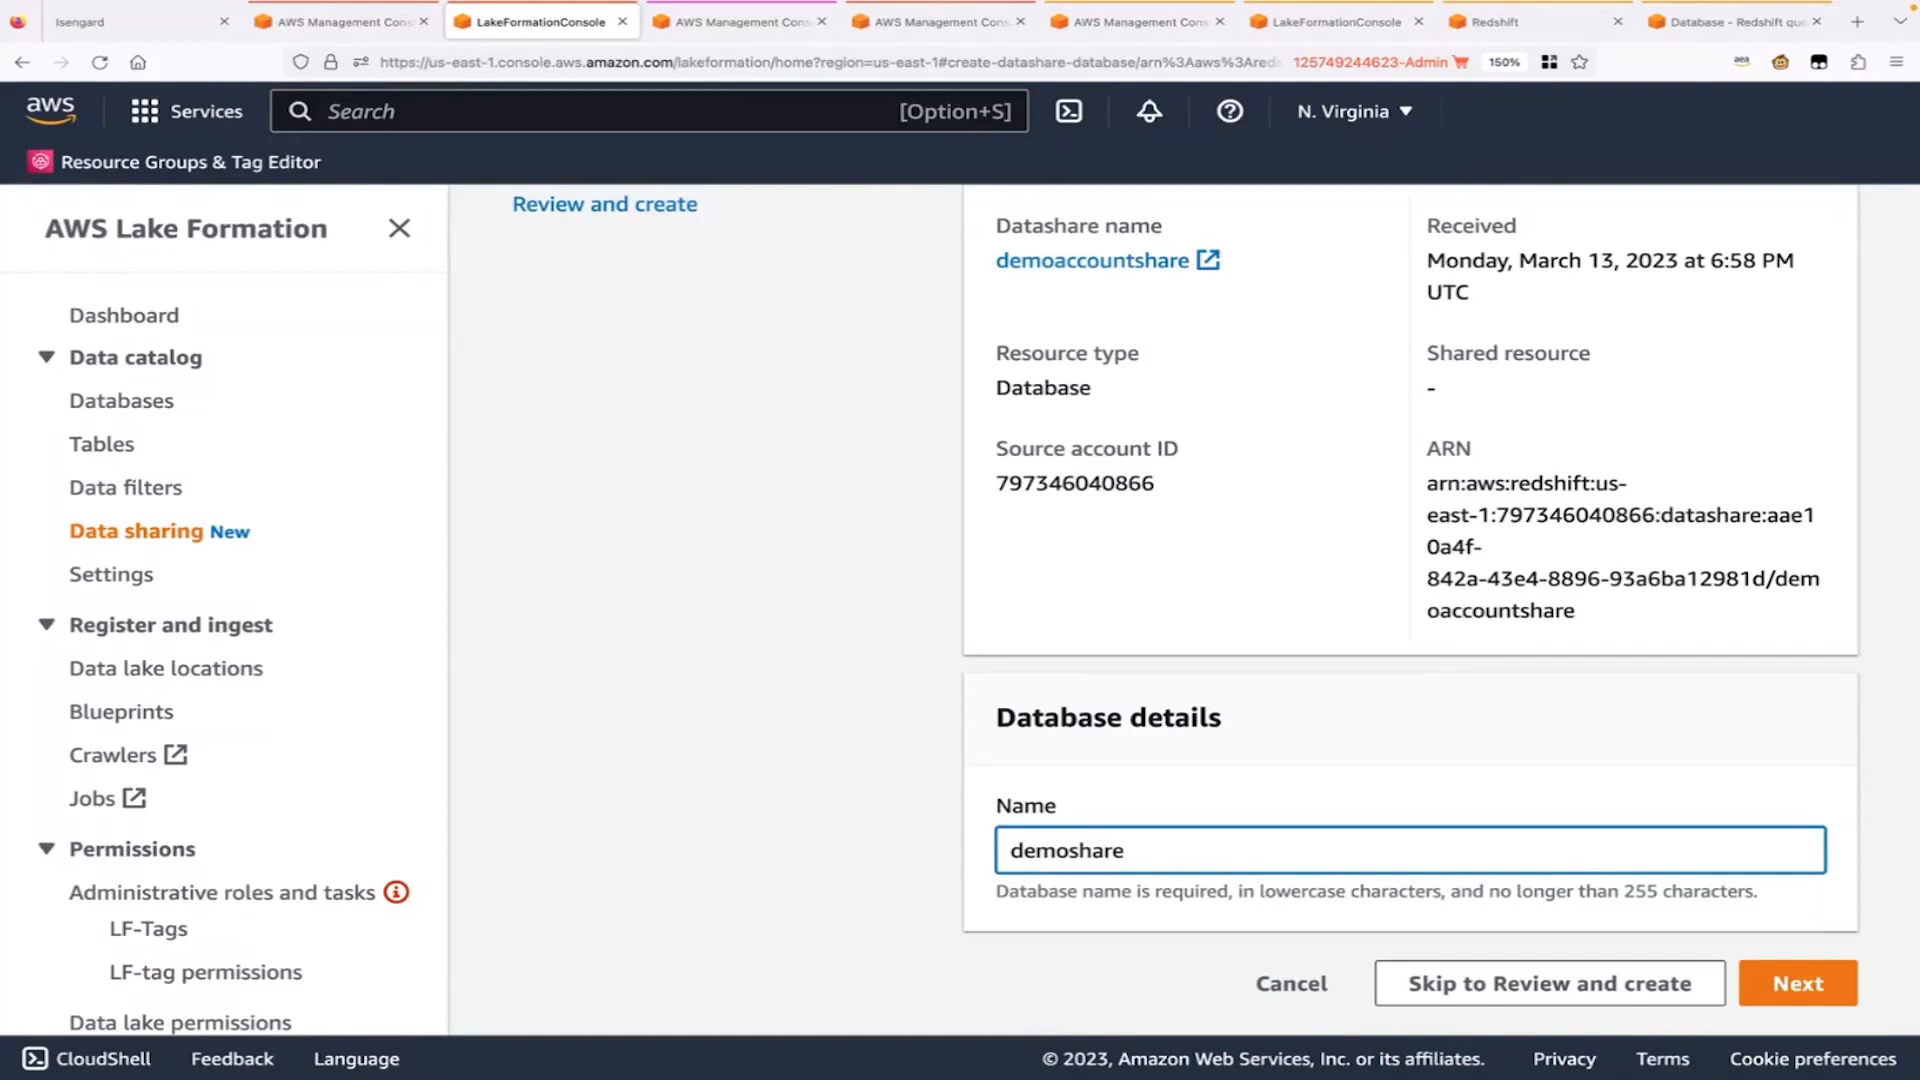 Isengard
AWS Management Cons
LakeFormationConsole
AWS Management Cons
AWS Management Cons
AWS Management Cons
LakeFormationConsole
Redshift
Database - Redshift que
https://us-east-1.console.aws.amazon.com/lakeformation/home?region=us-east-1#create-datashare-database/arn%3Aaws%3Areds
125749244623-Admin
150%
aws
Services
Search
[Option+S]
N. Virginia
Resource Groups & Tag Editor
AWS Lake Formation
Dashboard
Data catalog
Databases
Tables
Data filters
Data sharing New
Settings
Register and ingest
Data lake locations
Blueprints
Crawlers
Jobs
Permissions
Administrative roles and tasks
LF-Tags
LF-tag permissions
Data lake permissions
Review and create
Datashare name
demoaccountshare
Received
Monday, March 13, 2023 at 6:58 PM
UTC
Resource type
Database
Shared resource
-
Source account ID
797346040866
ARN
arn:aws:redshift:us-
east-1:797346040866:datashare:aae1
0a4f-
842a-43e4-8896-93a6ba12981d/dem
oaccountshare
Database details
Name
demoshare
Database name is required, in lowercase characters, and no longer than 255 characters.
Cancel
Skip to Review and create
Next
CloudShell
Feedback
Language
© 2023, Amazon Web Services, Inc. or its affiliates.
Privacy
Terms
Cookie preferences